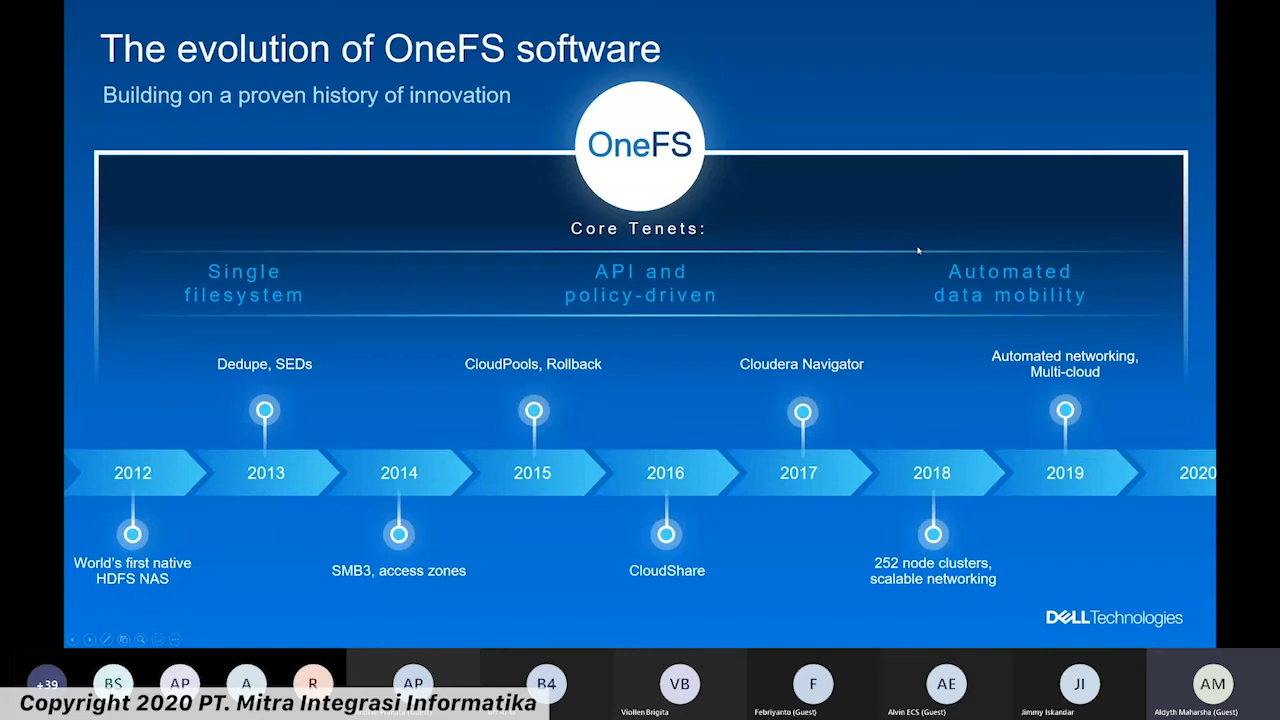 The evolution of OneFS software
Building on a proven history of innovation
OneFS
Core Tenets:
Single
filesystem
API and
policy-driven
Automated
data mobility
Dedupe, SEDs
CloudPools, Rollback
Cloudera Navigator
Automated networking,
Multi-cloud
2012
2013
2014
2015
2016
2017
2018
2019
2020
World's first native
HDFS NAS
SMB3, access zones
CloudShare
252 node clusters,
scalable networking
DELL Technologies
+39
BS
AP
A
R
AP
B4
VB
F
AE
JI
AM
Viollen Brigita
Febriyanto (Guest)
Alvin ECS (Guest)
Jimmy Iskandar
Aldyth Maharsha (Guest)
Copyright 2020 PT. Mitra Integrasi Informatika